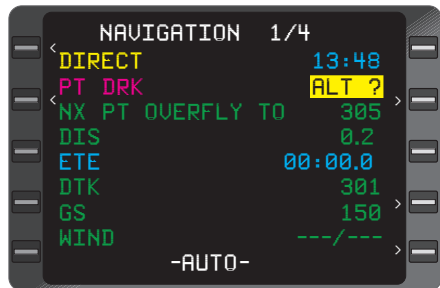 NAVIGATION 1/4
DIRECT 13:48
PT DRK ALT ?
NX PT OVERFLY TO 305
DIS 0.2
ETE 00:00.0
DTK 301
GS 150
WIND ---/---
-AUTO-